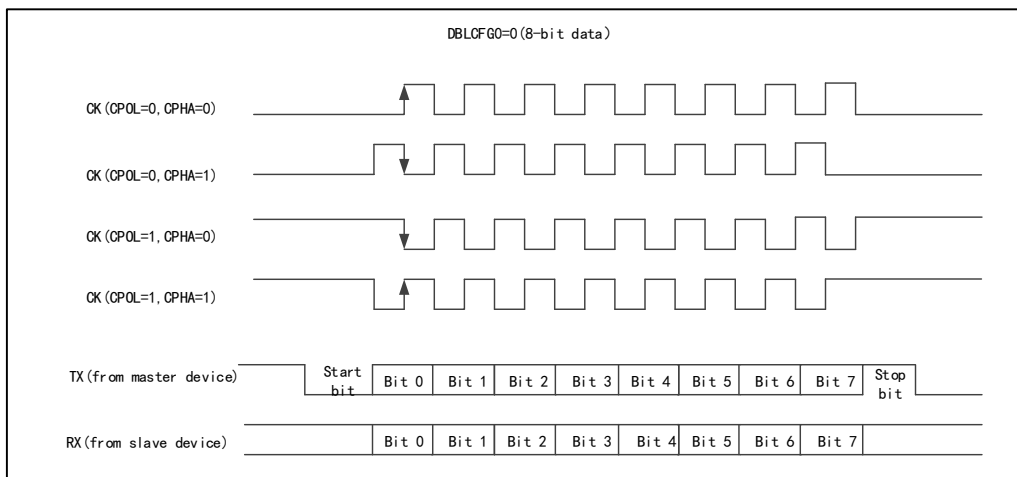 DBLCFG0=0(8-bit data)
CK(CPOL=0,CPHA=0)
CK(CPOL=0,CPHA=1)
CK(CPOL=1,CPHA=0)
CK(CPOL=1,CPHA=1)
TX(from master device) Start bit Bit 0 Bit 1 Bit 2 Bit 3 Bit 4 Bit 5 Bit 6 Bit 7 Stop bit
RX(from slave device) Bit 0 Bit 1 Bit 2 Bit 3 Bit 4 Bit 5 Bit 6 Bit 7